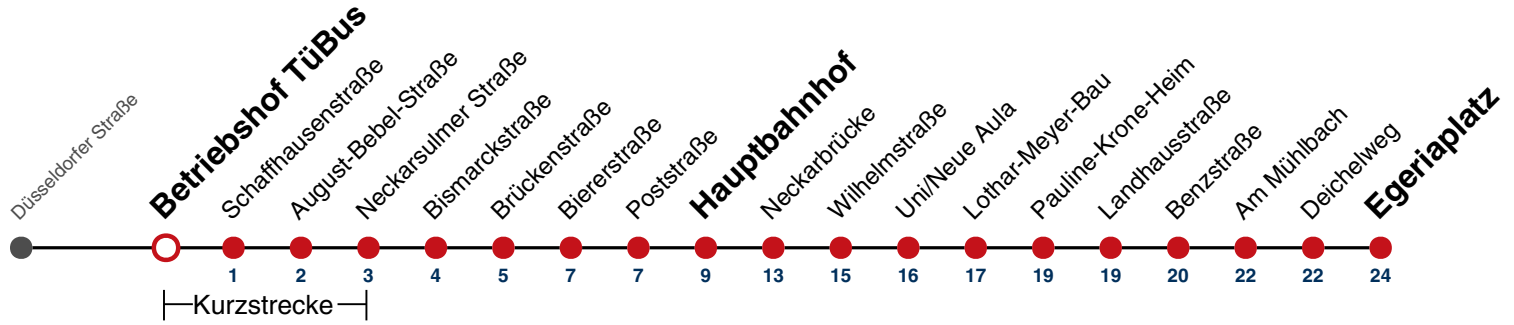 Düsseldorfer Straße
Betriebshof TüBus
Schaffhausenstraße
August-Bebel-Straße
Neckarsulmer Straße
Bismarckstraße
Brückenstraße
Biererstraße
Poststraße
Hauptbahnhof
Neckarbrücke
Wilhelmstraße
Uni/Neue Aula
Lothar-Meyer-Bau
Pauline-Krone-Heim
Landhausstraße
Benzstraße
Am Mühlbach
Deichelweg
Egeriaplatz
1 2 3 4 5 7 7 9 13 15 16 17 19 19 20 22 22 24
Kurzstrecke